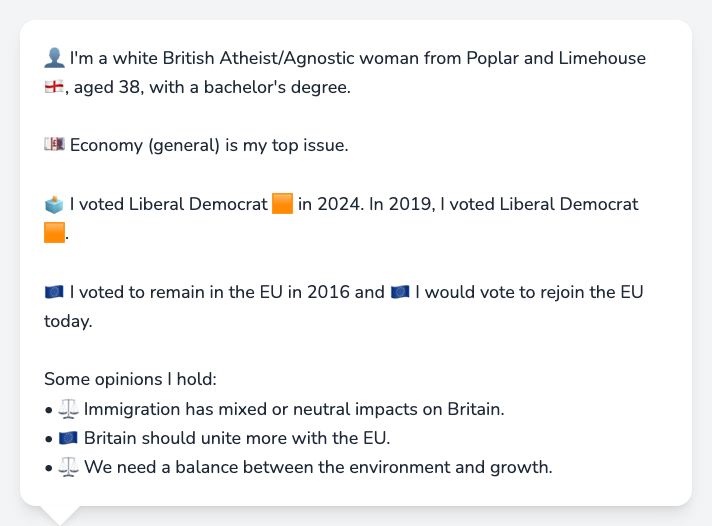 👤 I'm a white British Atheist/Agnostic woman from Poplar and Limehouse
🏴󠁧󠁢󠁥󠁮󠁧󠁿, aged 38, with a bachelor's degree.
💷 Economy (general) is my top issue.
🗳️ I voted Liberal Democrat 🟧 in 2024. In 2019, I voted Liberal Democrat
🟧.
🇪🇺 I voted to remain in the EU in 2016 and 🇪🇺 I would vote to rejoin the EU
today.
Some opinions I hold:
• ⚖️ Immigration has mixed or neutral impacts on Britain.
• 🇪🇺 Britain should unite more with the EU.
• ⚖️ We need a balance between the environment and growth.